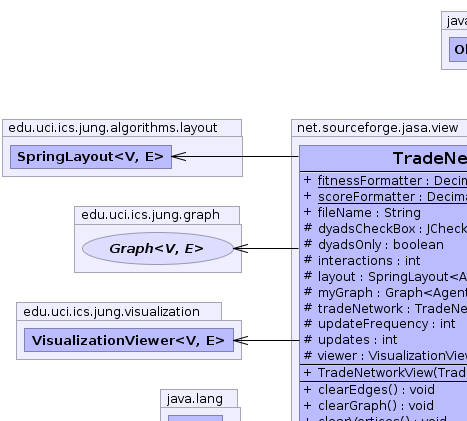 java
edu.uci.ics.jung.algorithms.layout
SpringLayout<V, E>
edu.uci.ics.jung.graph
Graph<V, E>
edu.uci.ics.jung.visualization
VisualizationViewer<V, E>
java.lang
net.sourceforge.jasa.view
TradeNe
+ fitnessFormatter : Decim
+ scoreFormatter : Decima
+ fileName : String
# dyadsCheckBox : JCheck
# dyadsOnly : boolean
# interactions : int
# layout : SpringLayout<A
# myGraph : Graph<Agent
# tradeNetwork : TradeNe
# updateFrequency : int
# updates : int
# viewer : VisualizationView
+ TradeNetworkView(Trad
+ clearEdges() : void
+ clearGraph() : void
+ clearVertices() : void